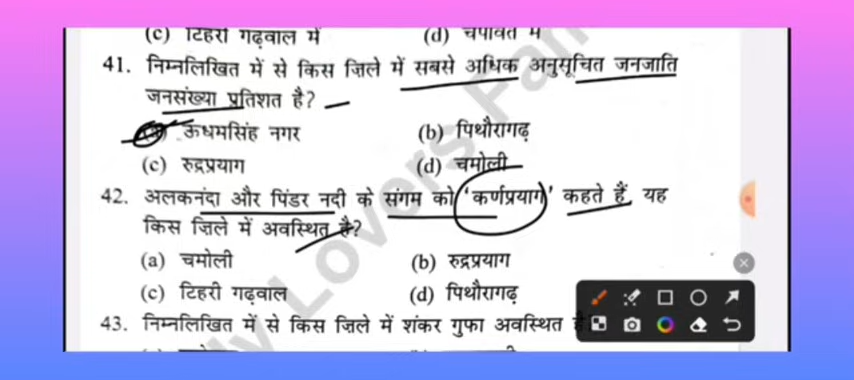 (c) टिहरी गढ़वाल में (d) चंपावत में
41. निम्नलिखित में से किस ज़िले में सबसे अधिक अनुसूचित जनजाति
जनसंख्या प्रतिशत है?
ऊधमसिंह नगर (b) पिथौरागढ़
(c) रुद्रप्रयाग (d) चमोली
42. अलकनंदा और पिंडर नदी के संगम को 'कर्णप्रयाग' कहते हैं, यह
किस ज़िले में अवस्थित है?
(a) चमोली (b) रुद्रप्रयाग
(c) टिहरी गढ़वाल (d) पिथौरागढ़
43. निम्नलिखित में से किस ज़िले में शंकर गुफा अवस्थित है